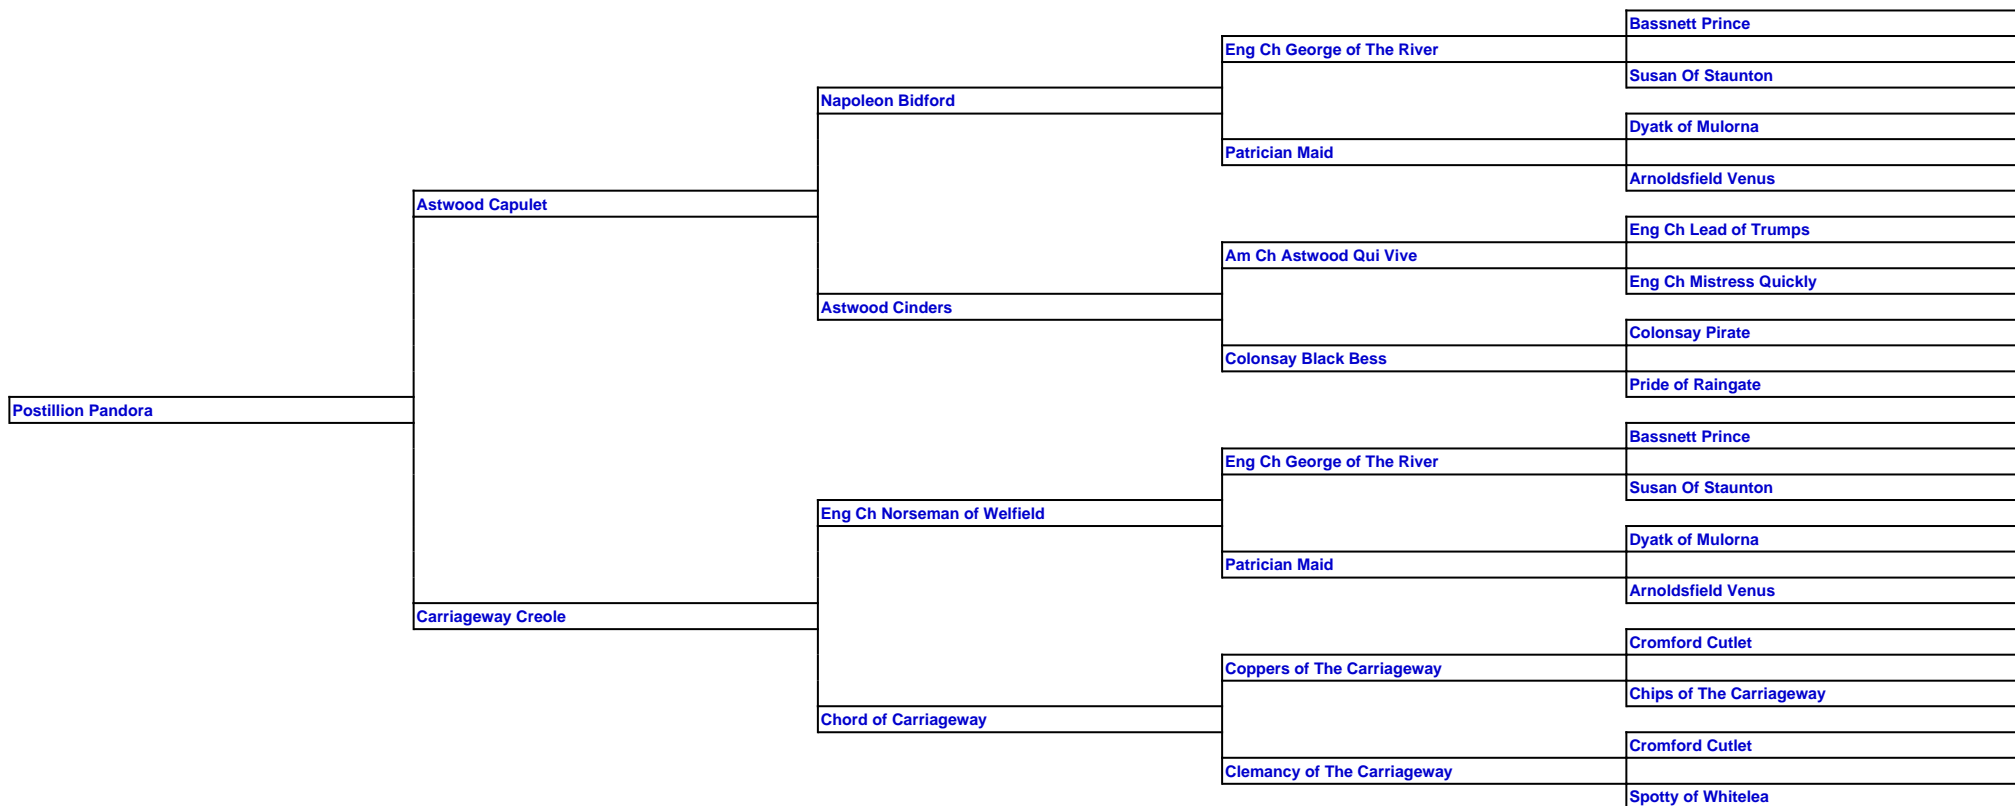 Bassnett Prince
Eng Ch George of The River
Susan Of Staunton
Napoleon Bidford
Dyatk of Mulorna
Patrician Maid
Arnoldsfield Venus
Astwood Capulet
Eng Ch Lead of Trumps
Am Ch Astwood Qui Vive
Eng Ch Mistress Quickly
Astwood Cinders
Colonsay Pirate
Colonsay Black Bess
Pride of Raingate
Postillion Pandora
Bassnett Prince
Eng Ch George of The River
Susan Of Staunton
Eng Ch Norseman of Welfield
Dyatk of Mulorna
Patrician Maid
Arnoldsfield Venus
Carriageway Creole
Cromford Cutlet
Coppers of The Carriageway
Chips of The Carriageway
Chord of Carriageway
Cromford Cutlet
Clemancy of The Carriageway
Spotty of Whitelea